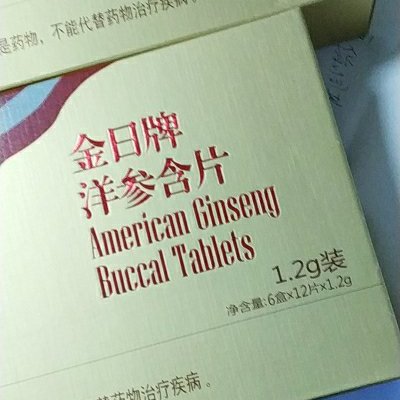 是药物，不能代替药物治疗疾病。
金日牌
洋参含片
American Ginseng
Buccal Tablets
1.2g装
净含量:6盒x12片x1.2g
替药物治疗疾病。